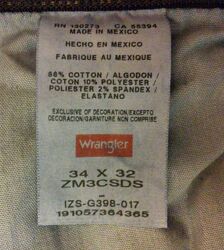 RN 130273 CA 55394
MADE IN MEXICO
HECHO EN MEXICO
FABRIQUE AU MEXIQUE
88% COTTON / ALGODON /
COTON 10% POLYESTER /
POLIESTER 2% SPANDEX /
ELASTANO
EXCLUSIVE OF DECORATION/EXCEPTO
DECORACION/GARNITURE NON COMPRISE
Wrangler
34 X 32
ZM3CSDS
-
IZS-G398-017
191057364365